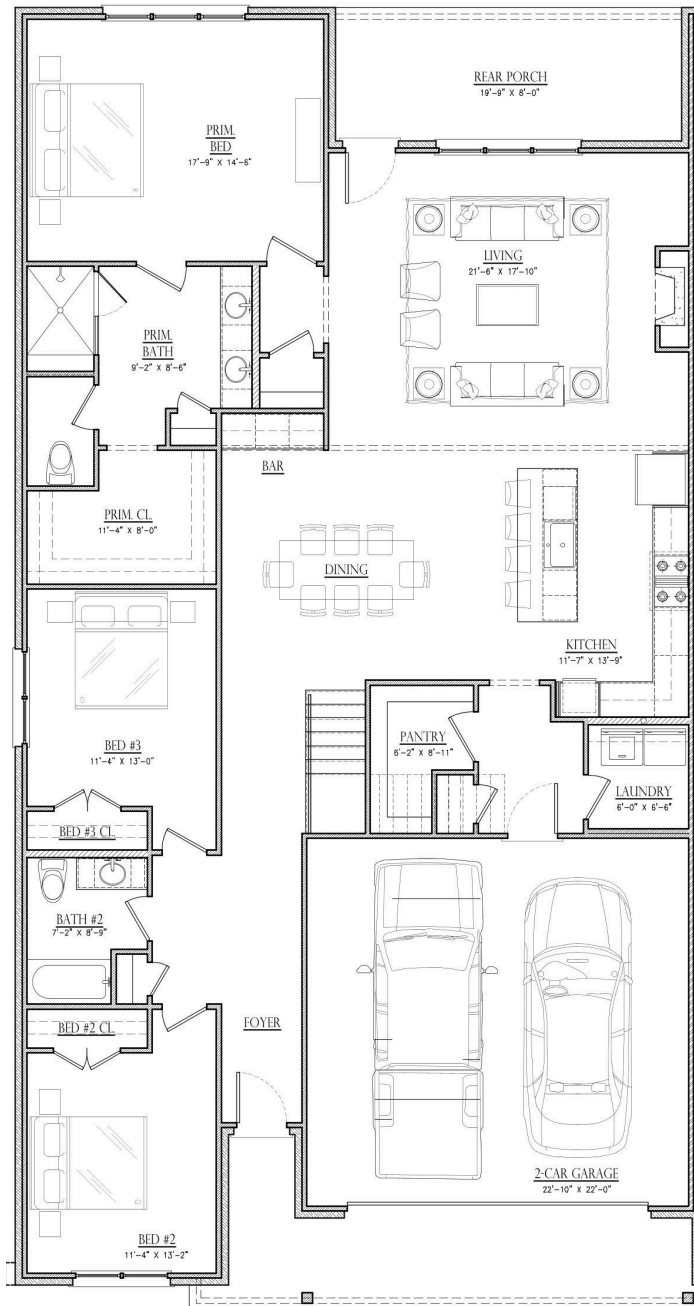 REAR PORCH
19'-9" X 8'-0"
PRIM.
BED
17'-9" X 14'-6"
LIVING
21'-6" X 17'-10"
PRIM.
BATH
9'-2" X 8'-6"
BAR
PRIM. CL.
11'-4" X 8'-0"
DINING
KITCHEN
11'-7" X 13'-9"
BED #3
11'-4" X 13'-0"
PANTRY
6'-2" X 8'-11"
LAUNDRY
6'-0" X 6'-6"
BED #3 CL.
BATH #2
7'-2" X 8'-9"
BED #2 CL.
FOYER
2-CAR GARAGE
22'-10" X 22'-0"
BED #2
11'-4" X 13'-2"